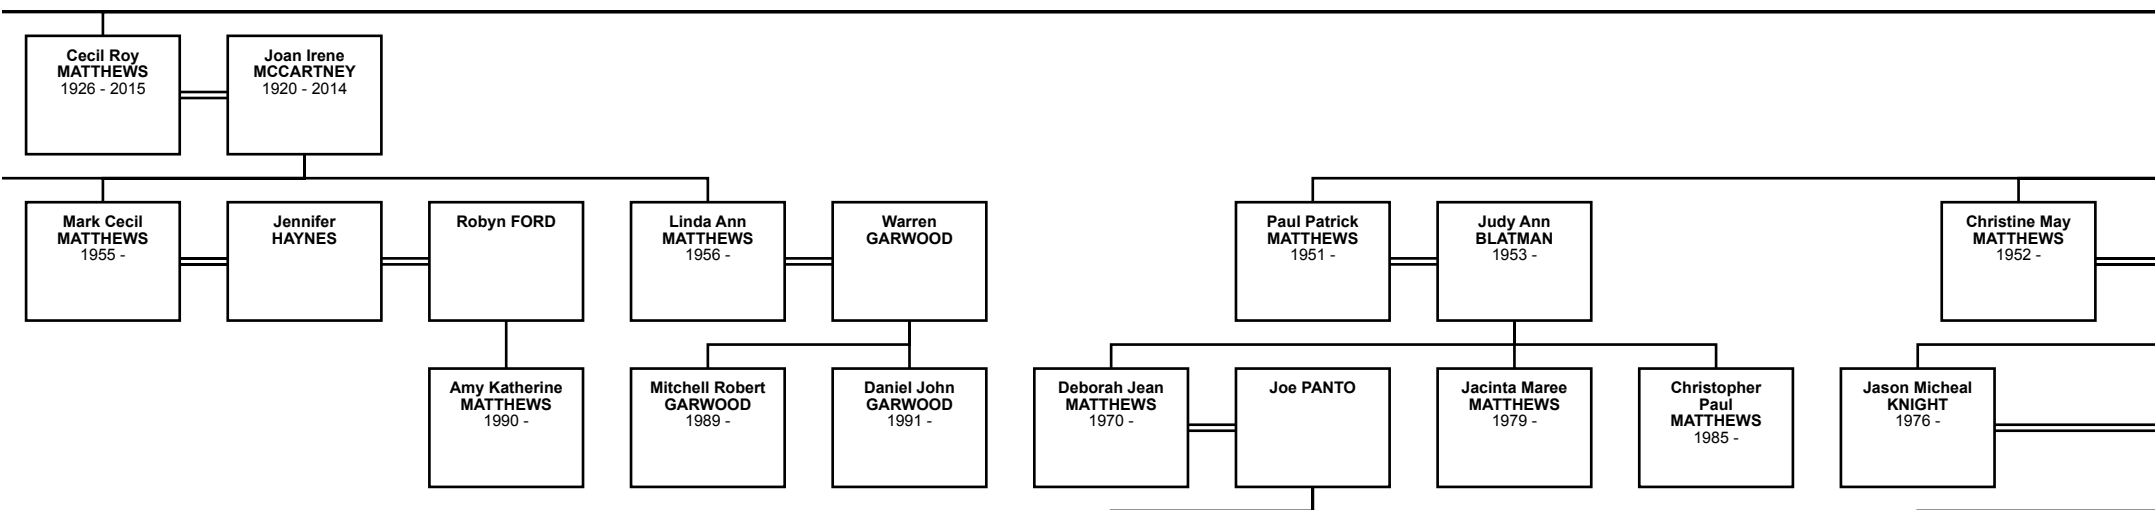 Cecil Roy
MATTHEWS
1926 - 2015
Joan Irene
MCCARTNEY
1920 - 2014
Mark Cecil
MATTHEWS
1955 -
Jennifer
HAYNES
Robyn FORD
Linda Ann
MATTHEWS
1956 -
Warren
GARWOOD
Paul Patrick
MATTHEWS
1951 -
Judy Ann
BLATMAN
1953 -
Christine May
MATTHEWS
1952 -
Amy Katherine
MATTHEWS
1990 -
Mitchell Robert
GARWOOD
1989 -
Daniel John
GARWOOD
1991 -
Deborah Jean
MATTHEWS
1970 -
Joe PANTO
Jacinta Maree
MATTHEWS
1979 -
Christopher
Paul
MATTHEWS
1985 -
Jason Micheal
KNIGHT
1976 -